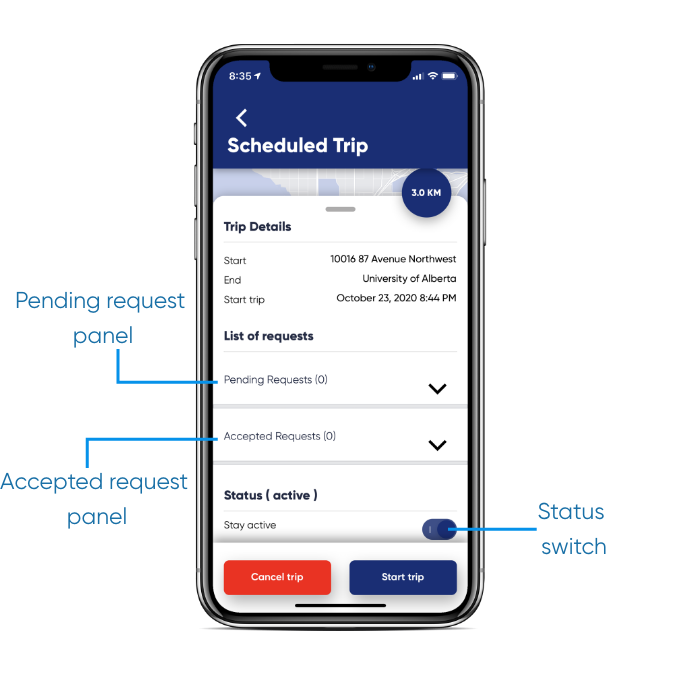 8:35
Scheduled Trip
3.0 KM
Trip Details
Start 10016 87 Avenue Northwest
End University of Alberta
Start trip October 23, 2020 8:44 PM
List of requests
Pending request
panel
Pending Requests (0)
Accepted Requests (0)
Accepted request
panel
Status ( active )
Stay active
Status
switch
Cancel trip Start trip